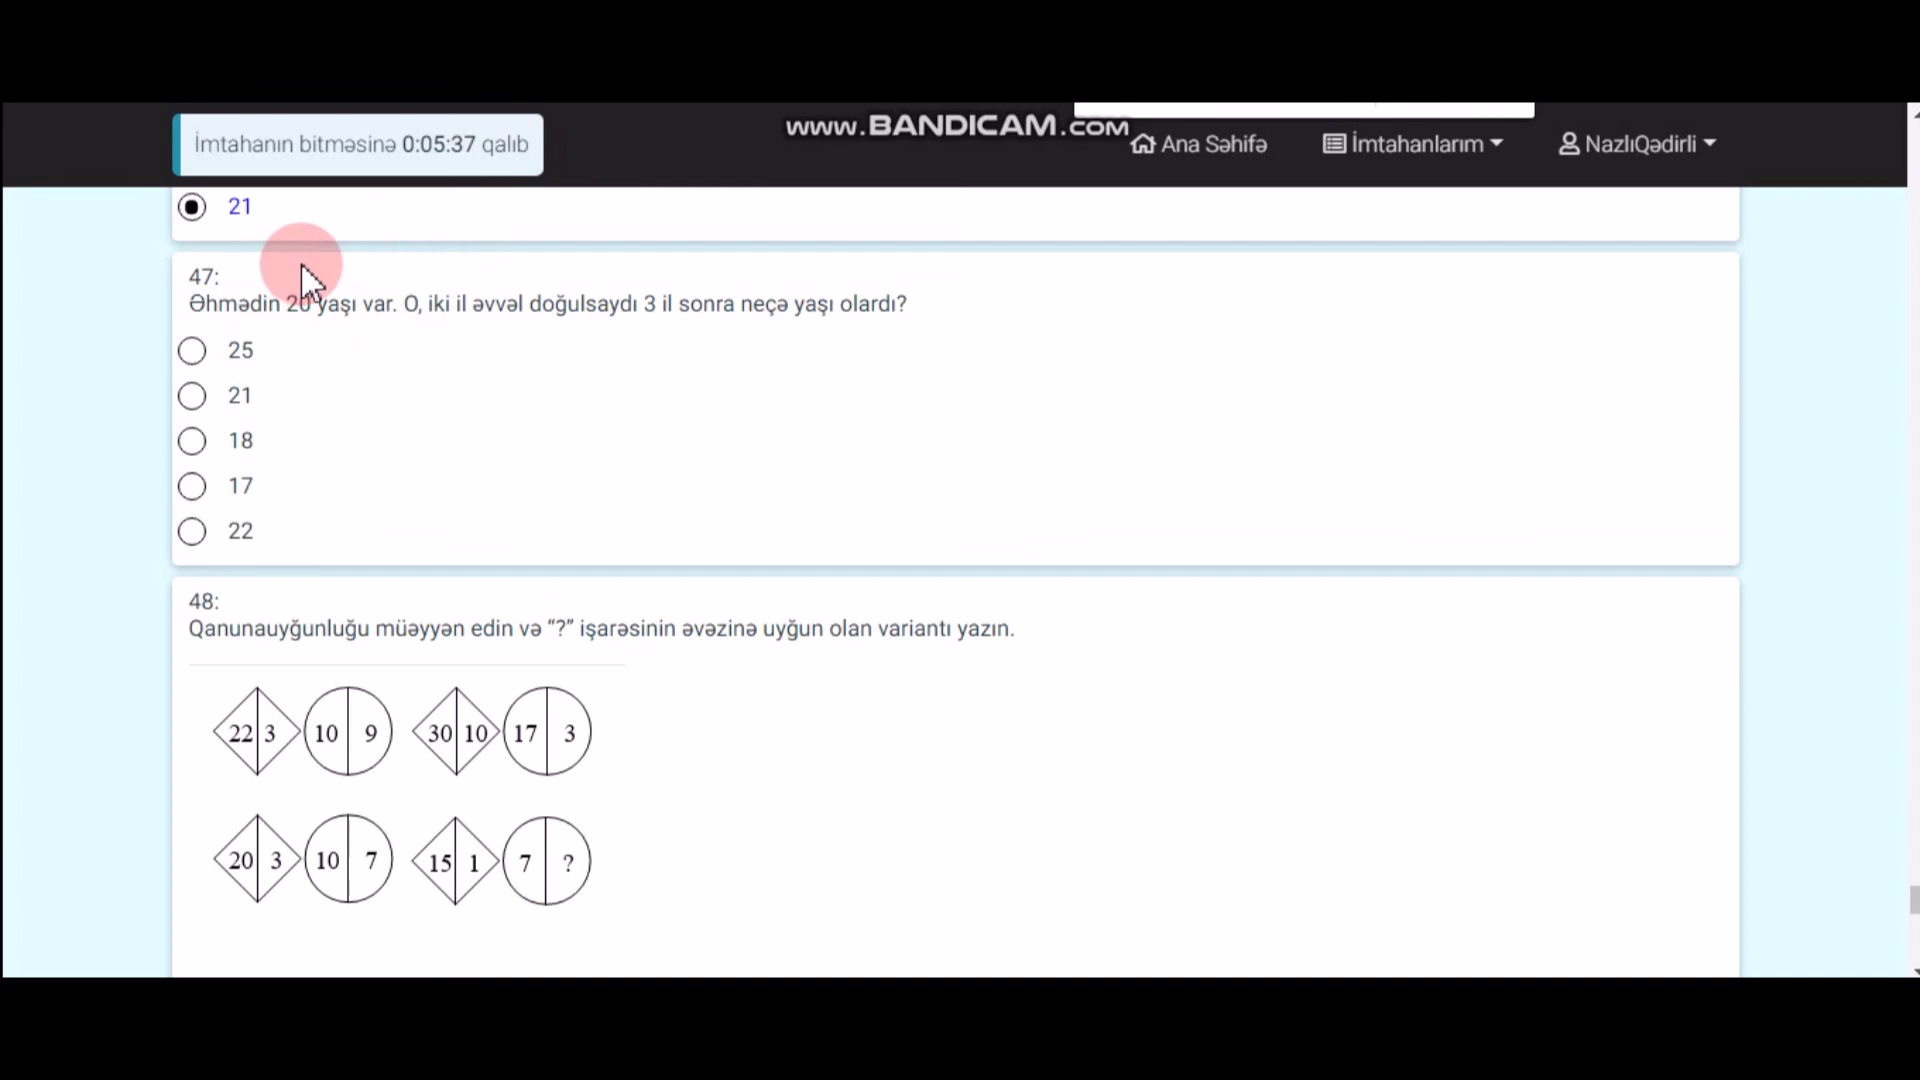 İmtahanın bitməsinə 0:05:37 qalıb
www.BANDICAM.com
Ana Səhifə
İmtahanlarım
NazlıQədirli
21
47:
Əhmədin 20 yaşı var. O, iki il əvvəl doğulsaydı 3 il sonra neçə yaşı olardı?
25
21
18
17
22
48:
Qanunauyğunluğu müəyyən edin və “?” işarəsinin əvəzinə uyğun olan variantı yazın.
22 3 10 9 30 10 17 3
20 3 10 7 15 1 7 ?